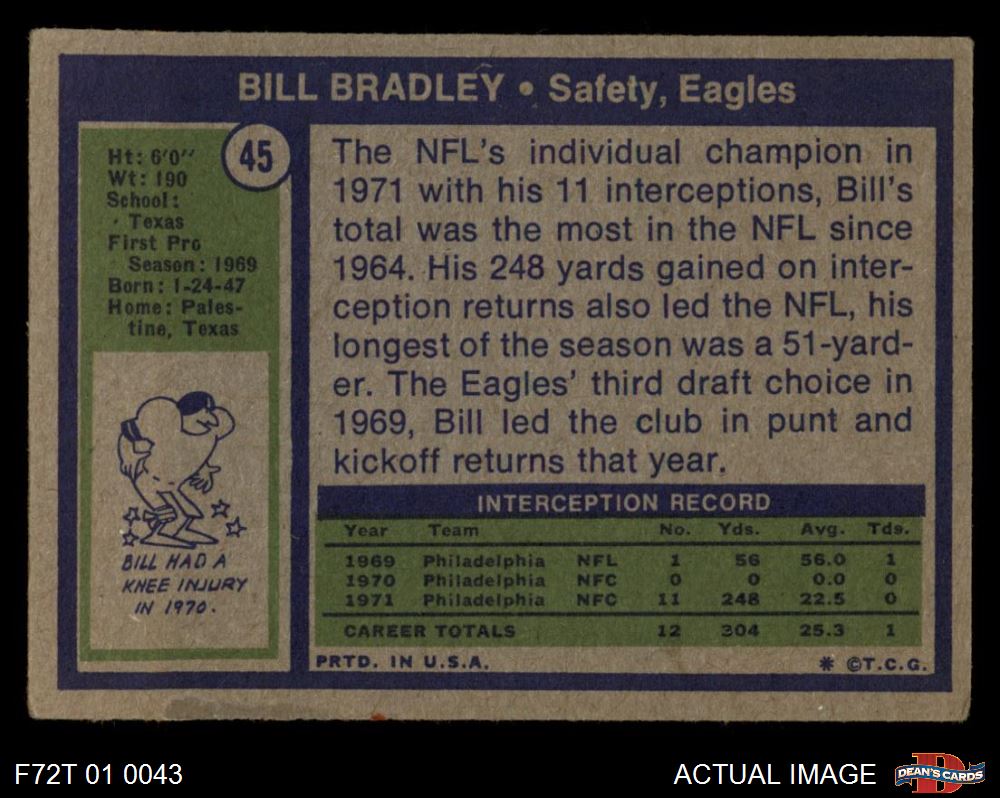 BILL BRADLEY • Safety, Eagles
45
Ht: 6'0''
Wt: 190
School:
Texas
First Pro
Season: 1969
Born: 1-24-47
Home: Pales-
tine, Texas
BILL HAD A
KNEE INJURY
IN 1970.
The NFL's individual champion in
1971 with his 11 interceptions, Bill's
total was the most in the NFL since
1964. His 248 yards gained on inter-
ception returns also led the NFL, his
longest of the season was a 51-yard-
er. The Eagles' third draft choice in
1969, Bill led the club in punt and
kickoff returns that year.
INTERCEPTION RECORD
Year Team No. Yds. Avg. Tds.
1969 Philadelphia NFL 1 56 56.0 1
1970 Philadelphia NFC 0 0 0.0 0
1971 Philadelphia NFC 11 248 22.5 0
CAREER TOTALS 12 304 25.3 1
PRTD. IN U.S.A. * ©T.C.G.
F72T 01 0043
ACTUAL IMAGE
D
DEAN'S CARDS